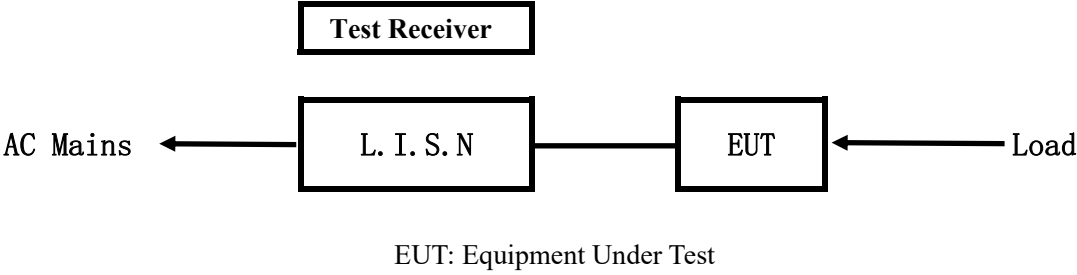 Test Receiver
AC Mains L.I.S.N EUT Load
EUT: Equipment Under Test